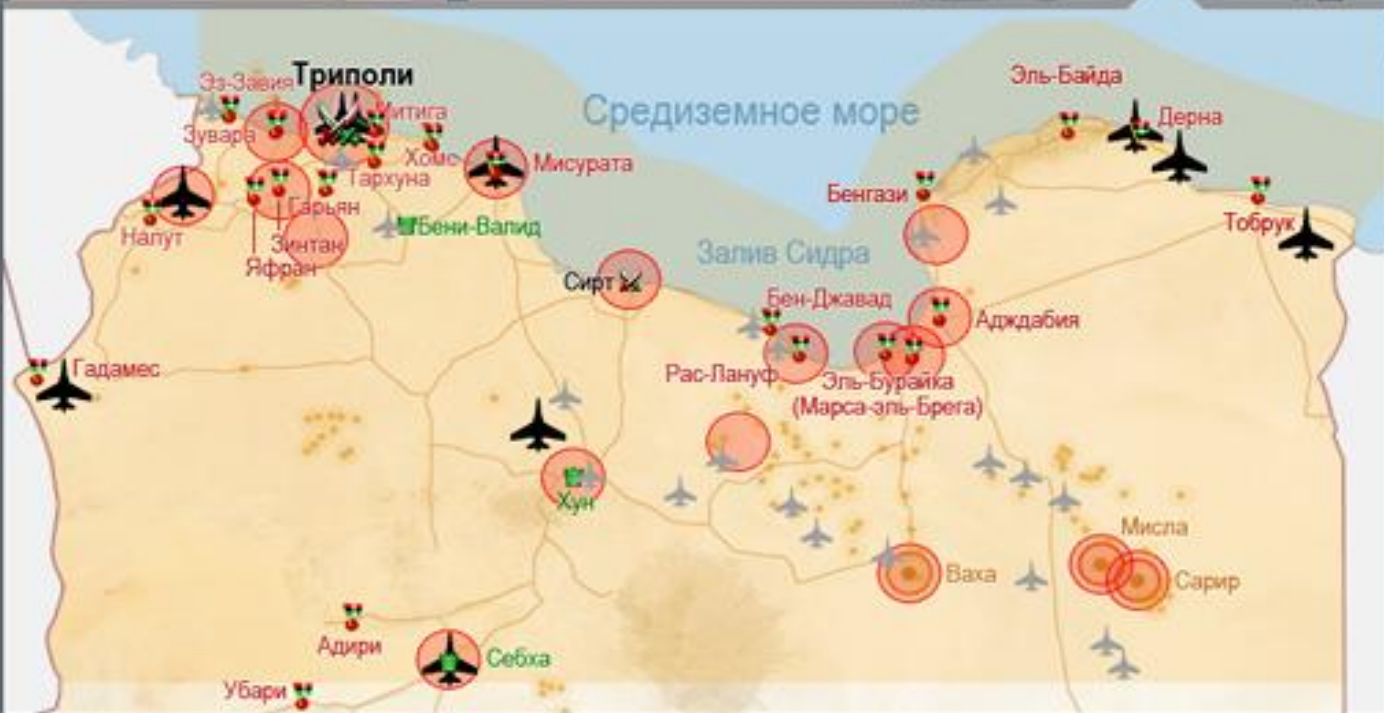 Триполи
Эз-Завия
Эль-Байда
Средиземное море
Митига
Дерна
Зувара
Хомс
Мисурата
Тархуна
Бенгази
Гарьян
Налут
Бени-Валид
Тобрук
Зинтан
Залив Сидра
Яфран
Сирт
Бен-Джавад
Адждабия
Гадамес
Рас-Лануф
Эль-Бурайка
(Марса-эль-Брега)
Хун
Мисла
Ваха
Сарир
Адири
Себха
Убари